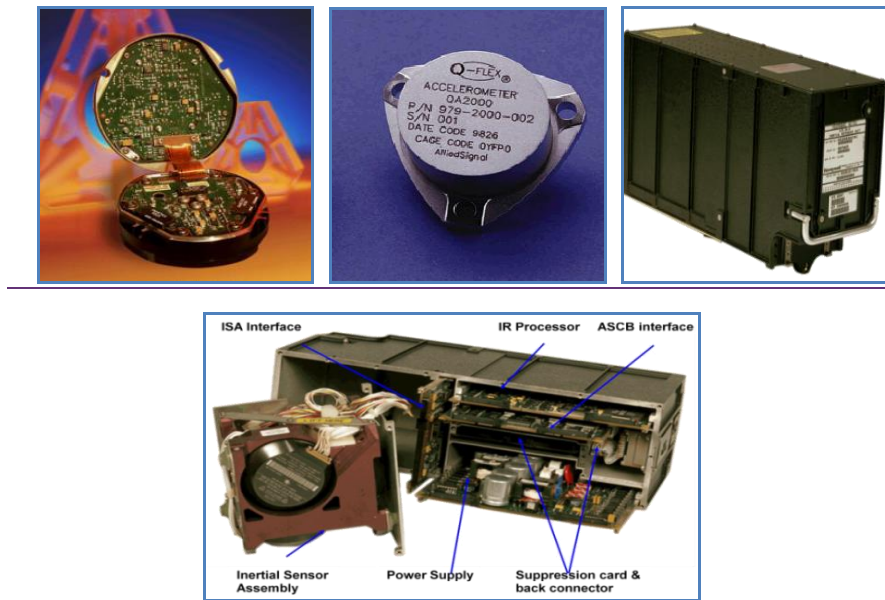 Q-FLEX®
ACCELEROMETER
QA2000
P/N 979-2000-002
S/N 001
DATE CODE 9826
CAGE CODE 0YFP0
AlliedSignal
ISA Interface
IR Processor
ASCB interface
Inertial Sensor
Assembly
Power Supply
Suppression card &
back connector